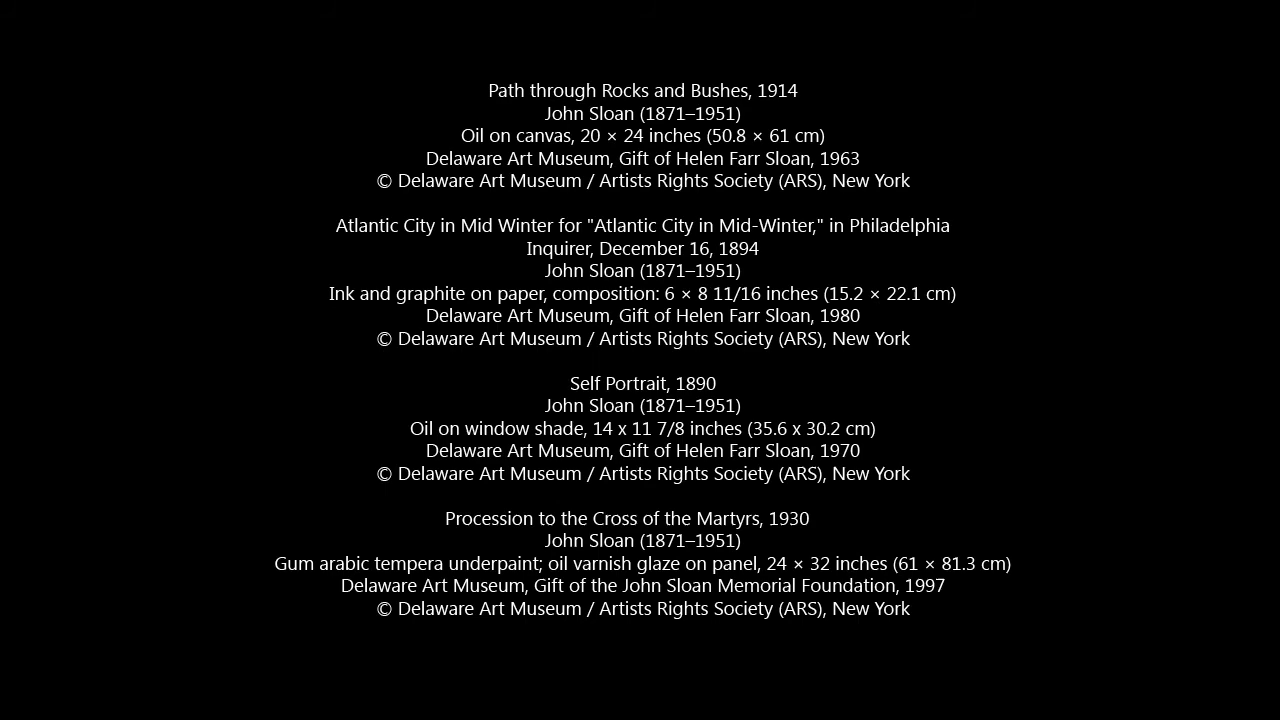 Path through Rocks and Bushes, 1914
John Sloan (1871–1951)
Oil on canvas, 20 × 24 inches (50.8 × 61 cm)
Delaware Art Museum, Gift of Helen Farr Sloan, 1963
© Delaware Art Museum / Artists Rights Society (ARS), New York
Atlantic City in Mid Winter for "Atlantic City in Mid-Winter," in Philadelphia
Inquirer, December 16, 1894
John Sloan (1871–1951)
Ink and graphite on paper, composition: 6 × 8 11/16 inches (15.2 × 22.1 cm)
Delaware Art Museum, Gift of Helen Farr Sloan, 1980
© Delaware Art Museum / Artists Rights Society (ARS), New York
Self Portrait, 1890
John Sloan (1871–1951)
Oil on window shade, 14 x 11 7/8 inches (35.6 x 30.2 cm)
Delaware Art Museum, Gift of Helen Farr Sloan, 1970
© Delaware Art Museum / Artists Rights Society (ARS), New York
Procession to the Cross of the Martyrs, 1930
John Sloan (1871–1951)
Gum arabic tempera underpaint; oil varnish glaze on panel, 24 × 32 inches (61 × 81.3 cm)
Delaware Art Museum, Gift of the John Sloan Memorial Foundation, 1997
© Delaware Art Museum / Artists Rights Society (ARS), New York